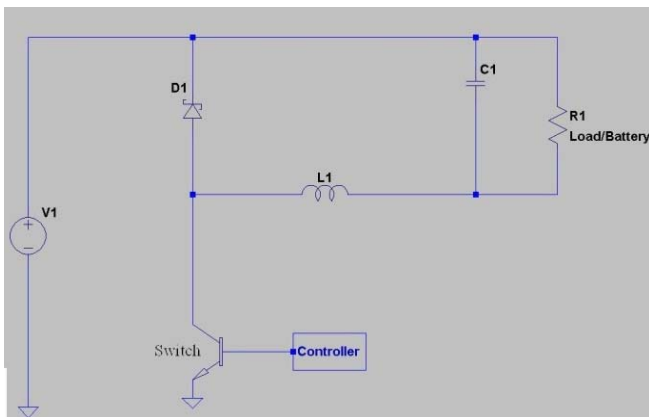 D1
C1
R1
Load/Battery
L1
V1
+
−
Switch
Controller